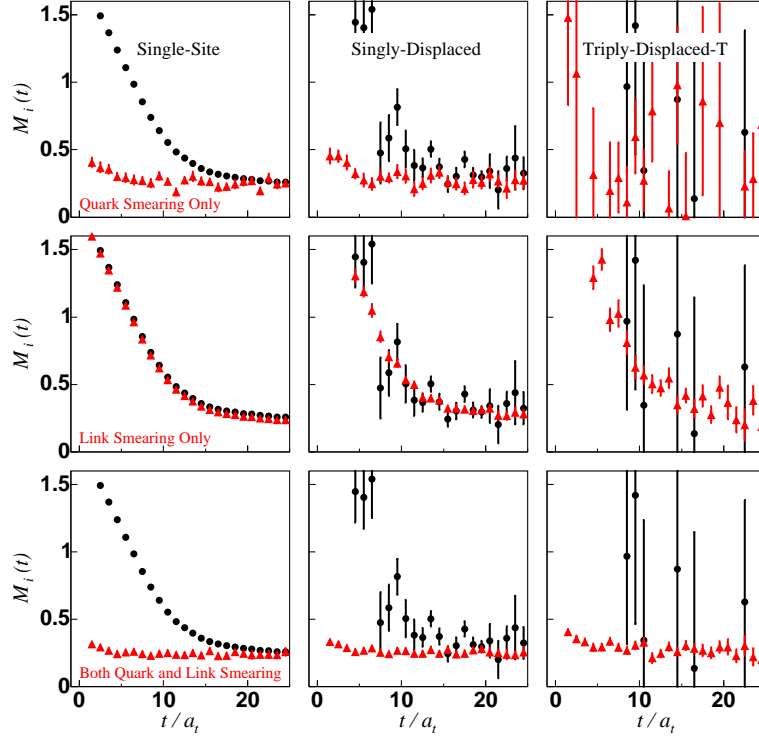 Single-Site Singly-Displaced Triply-Displaced-T
1.5
1
0.5
0
M_i(t)
Quark Smearing Only
1.5
1
0.5
0
M_i(t)
Link Smearing Only
1.5
1
0.5
0
M_i(t)
Both Quark and Link Smearing
0 10 20 0 10 20 0 10 20
t/a_t t/a_t t/a_t